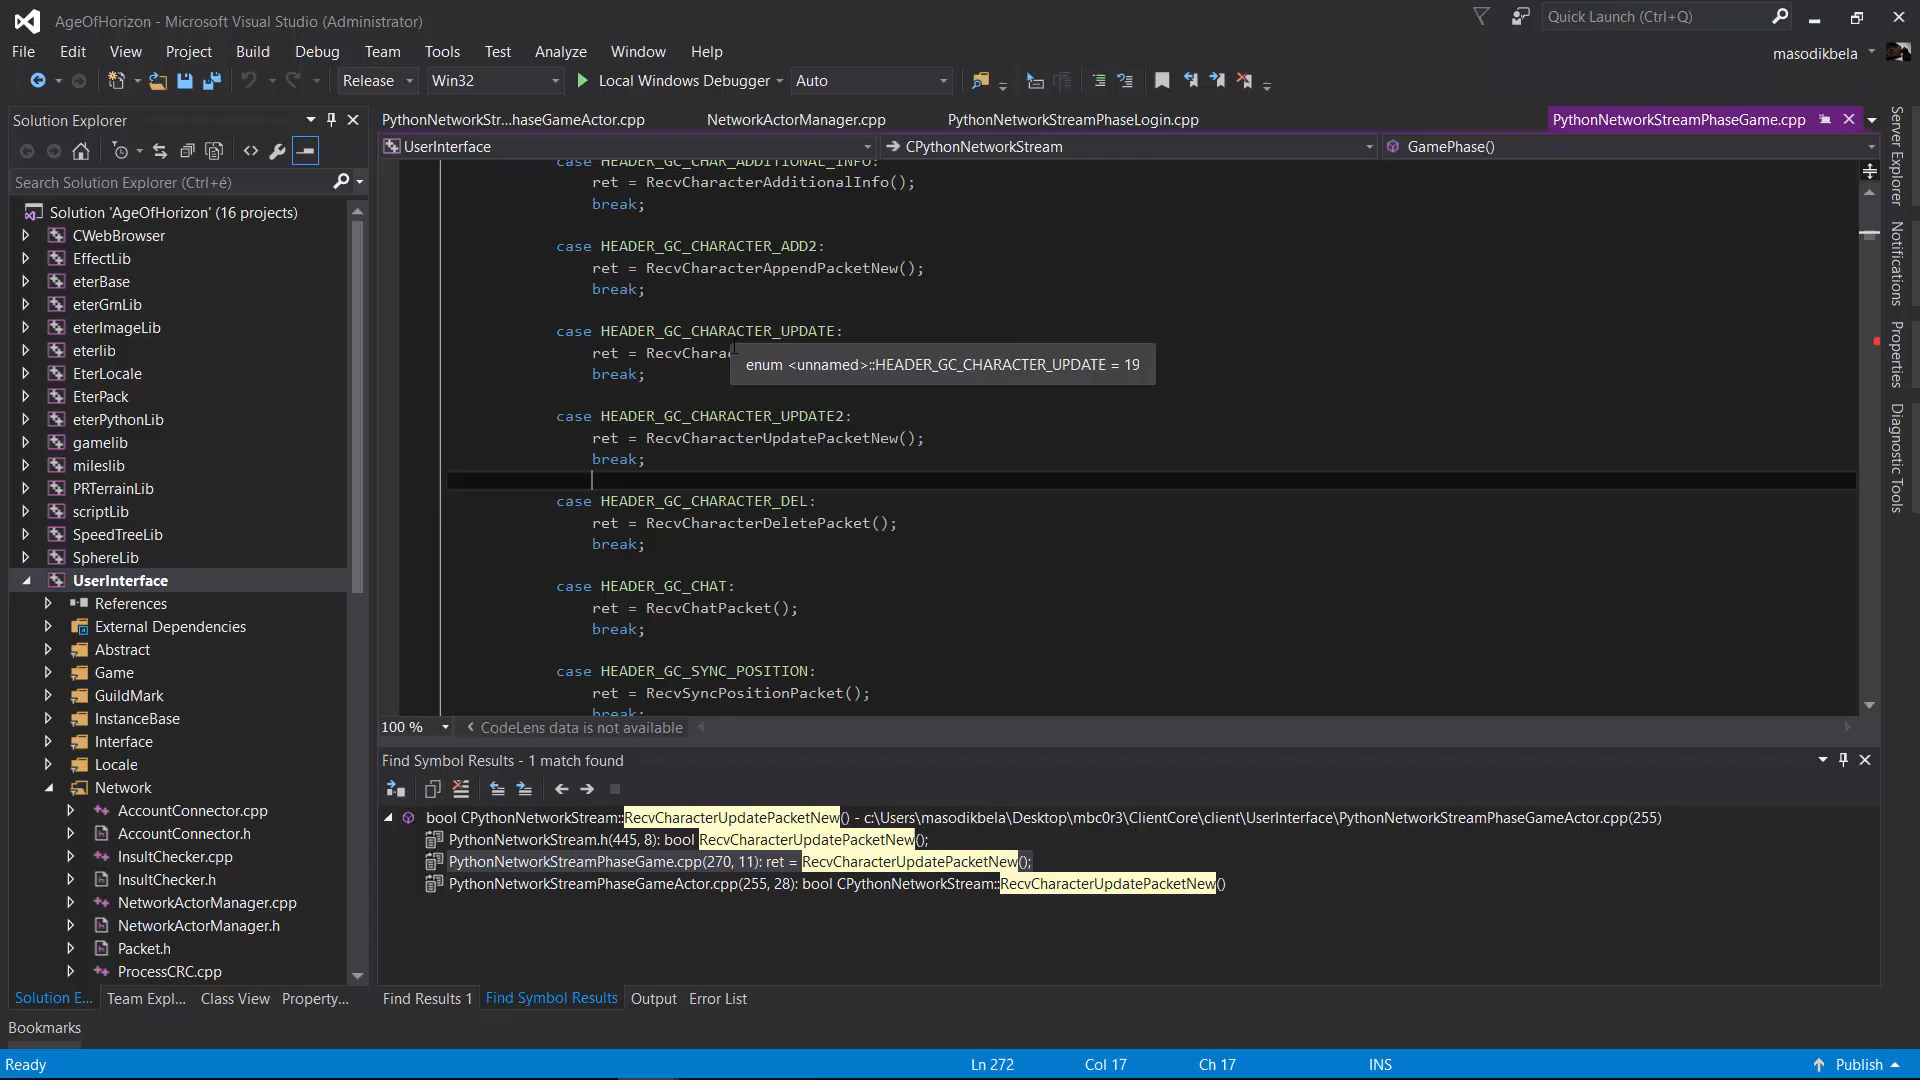 AgeOfHorizon - Microsoft Visual Studio (Administrator)
Quick Launch (Ctrl+Q)
File Edit View Project Build Debug Team Tools Test Analyze Window Help
masodikbela
Release Win32 Local Windows Debugger Auto
Solution Explorer
Search Solution Explorer (Ctrl+é)
Solution 'AgeOfHorizon' (16 projects)
CWebBrowser
EffectLib
eterBase
eterGrnLib
eterImageLib
eterlib
EterLocale
EterPack
eterPythonLib
gamelib
mileslib
PRTerrainLib
scriptLib
SpeedTreeLib
SphereLib
UserInterface
References
External Dependencies
Abstract
Game
GuildMark
InstanceBase
Interface
Locale
Network
AccountConnector.cpp
AccountConnector.h
InsultChecker.cpp
InsultChecker.h
NetworkActorManager.cpp
NetworkActorManager.h
Packet.h
ProcessCRC.cpp
Solution E... Team Expl... Class View Property...
PythonNetworkStr...haseGameActor.cpp NetworkActorManager.cpp PythonNetworkStreamPhaseLogin.cpp PythonNetworkStreamPhaseGame.cpp
UserInterface CPythonNetworkStream GamePhase()
case HEADER_GC_CHAR_ADDITIONAL_INFO:
ret = RecvCharacterAdditionalInfo();
break;
case HEADER_GC_CHARACTER_ADD2:
ret = RecvCharacterAppendPacketNew();
break;
case HEADER_GC_CHARACTER_UPDATE:
ret = RecvCharac
enum <unnamed>::HEADER_GC_CHARACTER_UPDATE = 19
break;
case HEADER_GC_CHARACTER_UPDATE2:
ret = RecvCharacterUpdatePacketNew();
break;
case HEADER_GC_CHARACTER_DEL:
ret = RecvCharacterDeletePacket();
break;
case HEADER_GC_CHAT:
ret = RecvChatPacket();
break;
case HEADER_GC_SYNC_POSITION:
ret = RecvSyncPositionPacket();
break;
100 % CodeLens data is not available
Find Symbol Results - 1 match found
bool CPythonNetworkStream::RecvCharacterUpdatePacketNew() - c:\Users\masodikbela\Desktop\mbc0r3\ClientCore\client\UserInterface\PythonNetworkStreamPhaseGameActor.cpp(255)
PythonNetworkStream.h(445, 8): bool RecvCharacterUpdatePacketNew();
PythonNetworkStreamPhaseGame.cpp(270, 11): ret = RecvCharacterUpdatePacketNew();
PythonNetworkStreamPhaseGameActor.cpp(255, 28): bool CPythonNetworkStream::RecvCharacterUpdatePacketNew()
Find Results 1 Find Symbol Results Output Error List
Server Explorer
Notifications
Properties
Diagnostic Tools
Bookmarks
Ready Ln 272 Col 17 Ch 17 INS Publish